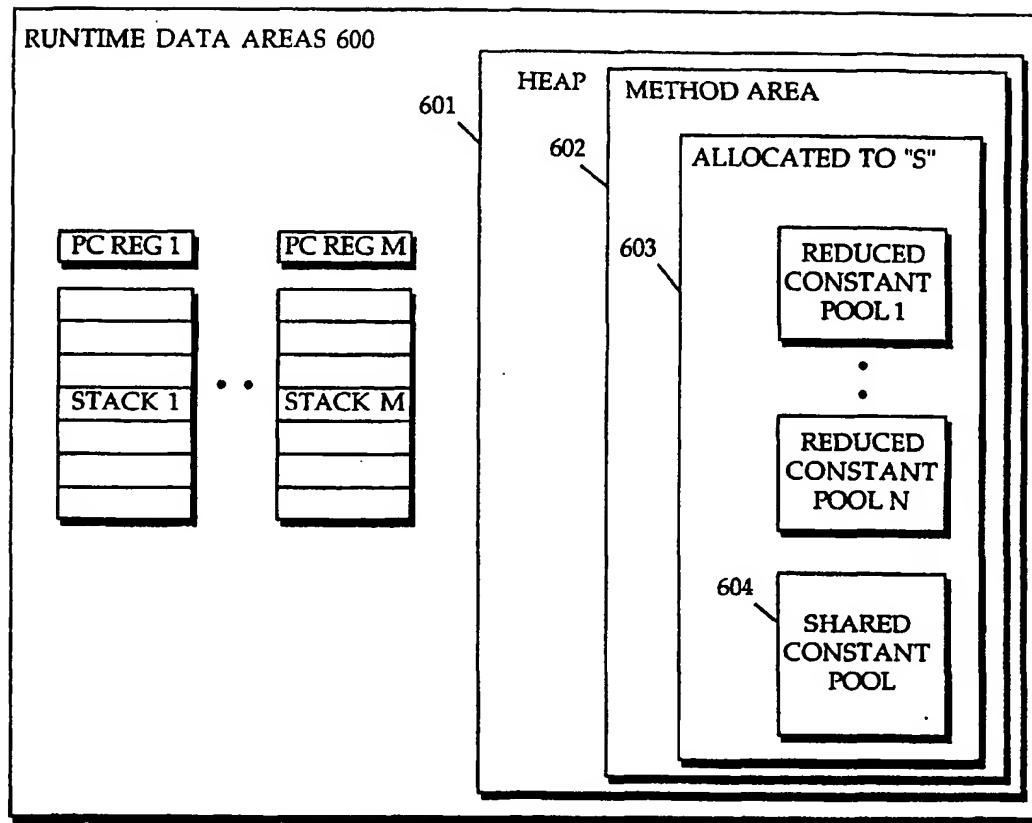 RUNTIME DATA AREAS 600
HEAP
METHOD AREA
601
602
ALLOCATED TO "S"
603
PC REG 1
PC REG M
REDUCED
CONSTANT
POOL 1
STACK 1
STACK M
REDUCED
CONSTANT
POOL N
604
SHARED
CONSTANT
POOL